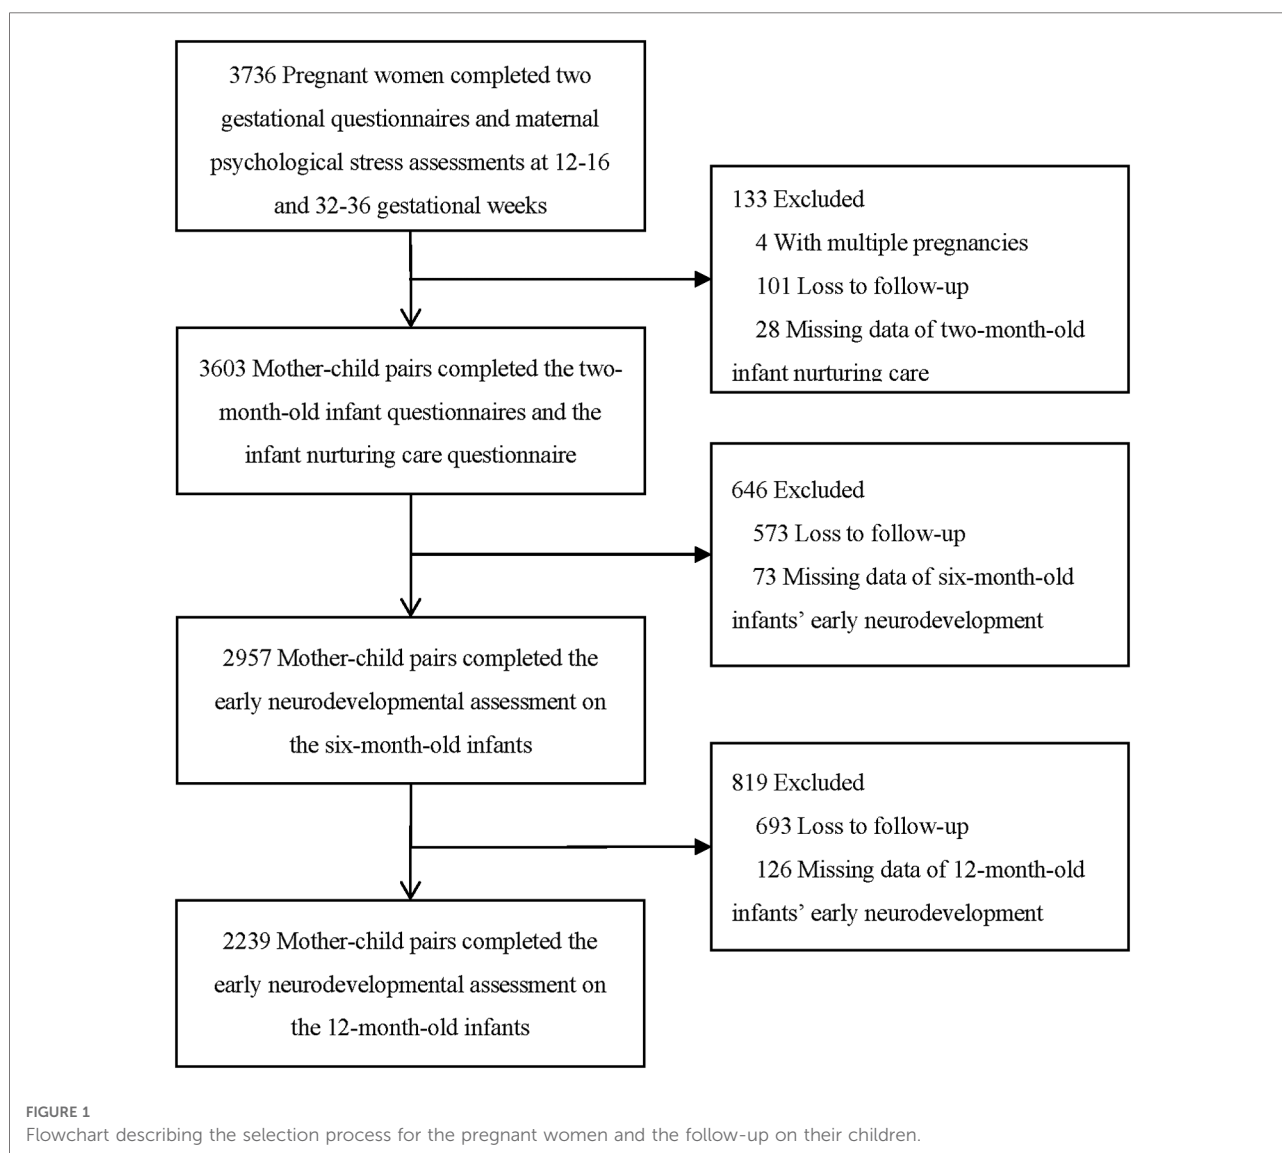 3736 Pregnant women completed two
gestational questionnaires and maternal
psychological stress assessments at 12-16
and 32-36 gestational weeks
133 Excluded
4 With multiple pregnancies
101 Loss to follow-up
28 Missing data of two-month-old
infant nurturing care
3603 Mother-child pairs completed the two-
month-old infant questionnaires and the
infant nurturing care questionnaire
646 Excluded
573 Loss to follow-up
73 Missing data of six-month-old
infants’ early neurodevelopment
2957 Mother-child pairs completed the
early neurodevelopmental assessment on
the six-month-old infants
819 Excluded
693 Loss to follow-up
126 Missing data of 12-month-old
infants’ early neurodevelopment
2239 Mother-child pairs completed the
early neurodevelopmental assessment on
the 12-month-old infants
FIGURE 1
Flowchart describing the selection process for the pregnant women and the follow-up on their children.